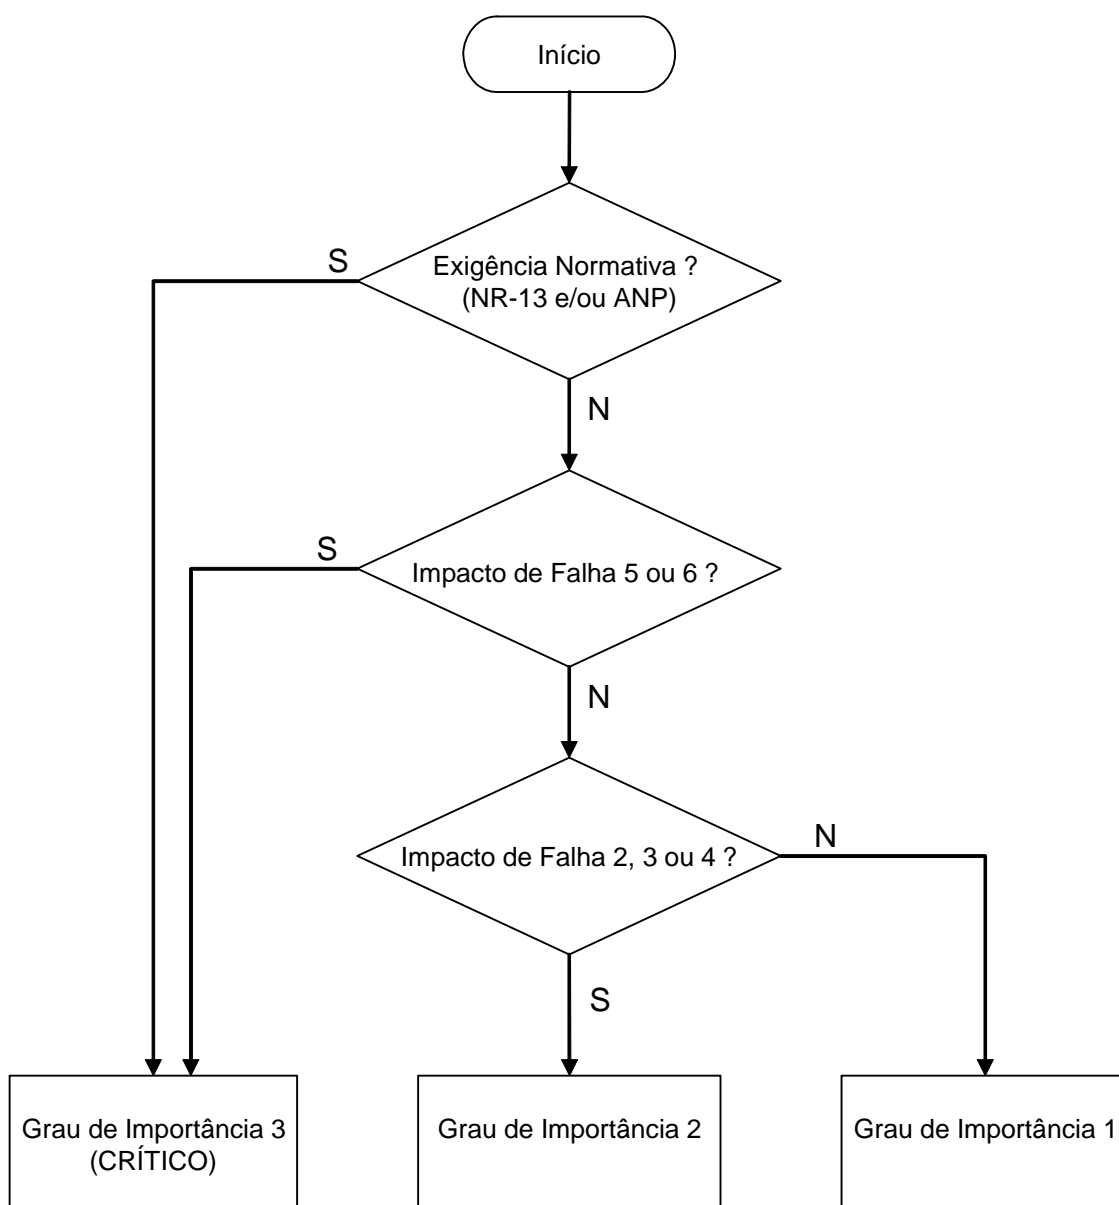 Início
S
Exigência Normativa ?
(NR-13 e/ou ANP)
N
S
Impacto de Falha 5 ou 6 ?
N
Impacto de Falha 2, 3 ou 4 ?
N
S
Grau de Importância 3
(CRÍTICO)
Grau de Importância 2
Grau de Importância 1